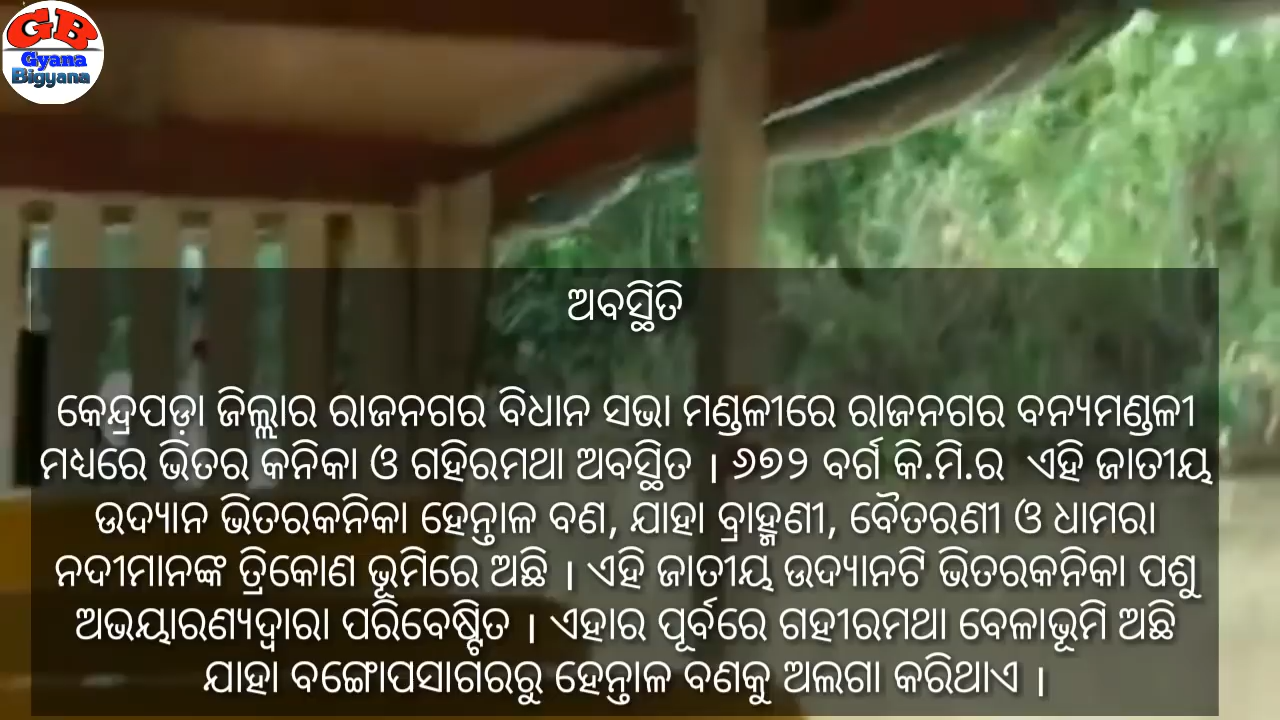 GB
Gyana
Bigyana
ଅବସ୍ଥିତି
କେନ୍ଦ୍ରପଡ଼ା ଜିଲ୍ଲାର ରାଜନଗର ବିଧାନ ସଭା ମଣ୍ଡଳୀରେ ରାଜନଗର ବନ୍ୟମଣ୍ଡଳୀ
ମଧ୍ୟରେ ଭିତର କନିକା ଓ ଗହିରମଥା ଅବସ୍ଥିତ । ୬୭୨ ବର୍ଗ କି.ମି.ର ଏହି ଜାତୀୟ
ଉଦ୍ୟାନ ଭିତରକନିକା ହେନ୍ତାଳ ବଣ, ଯାହା ବ୍ରାହ୍ମଣୀ, ବୈତରଣୀ ଓ ଧାମରା
ନଦୀମାନଙ୍କ ତ୍ରିକୋଣ ଭୂମିରେ ଅଛି । ଏହି ଜାତୀୟ ଉଦ୍ୟାନଟି ଭିତରକନିକା ପଶୁ
ଅଭୟାରଣ୍ୟଦ୍ୱାରା ପରିବେଷ୍ଟିତ । ଏହାର ପୂର୍ବରେ ଗହୀରମଥା ବେଳାଭୂମି ଅଛି
ଯାହା ବଙ୍ଗୋପସାଗରରୁ ହେନ୍ତାଳ ବଣକୁ ଅଲଗା କରିଥାଏ ।